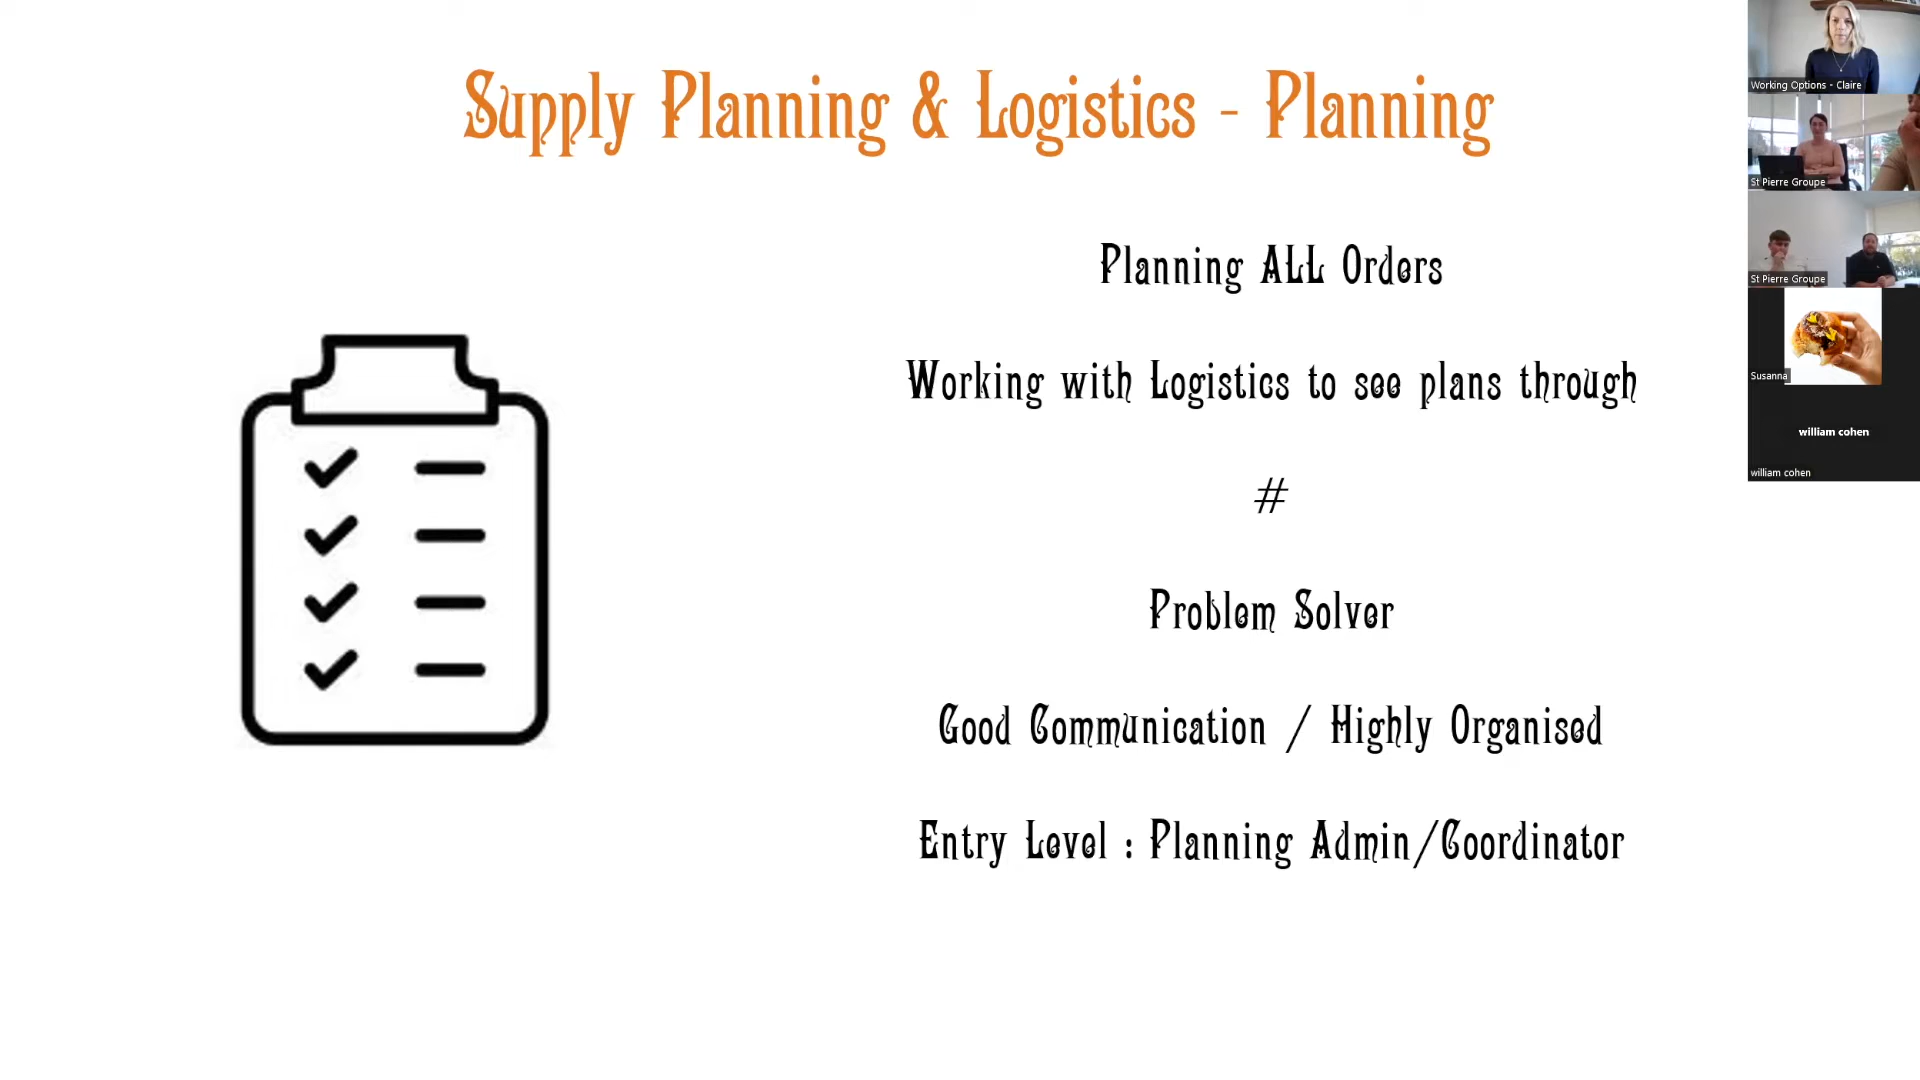 Supply Planning & Logistics - Planning
Planning ALL Orders
Working with Logistics to see plans through
#
Problem Solver
Good Communication / Highly Organised
Entry Level : Planning Admin/Coordinator
Working Options - Claire
St Pierre Groupe
St Pierre Groupe
Susanna
william cohen
william cohen